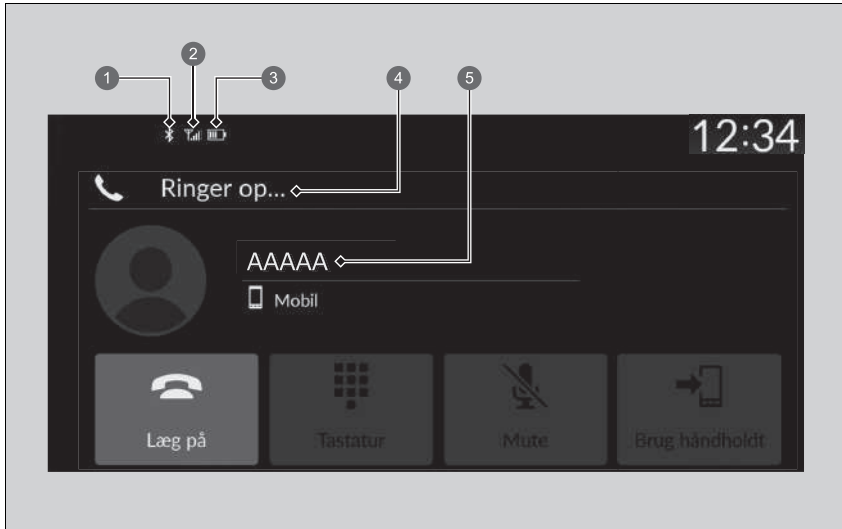 1 2 3 4 5
12:34
Ringer op...
AAAAA
Mobil
Læg på
Tastatur
Mute
Brug håndholdt